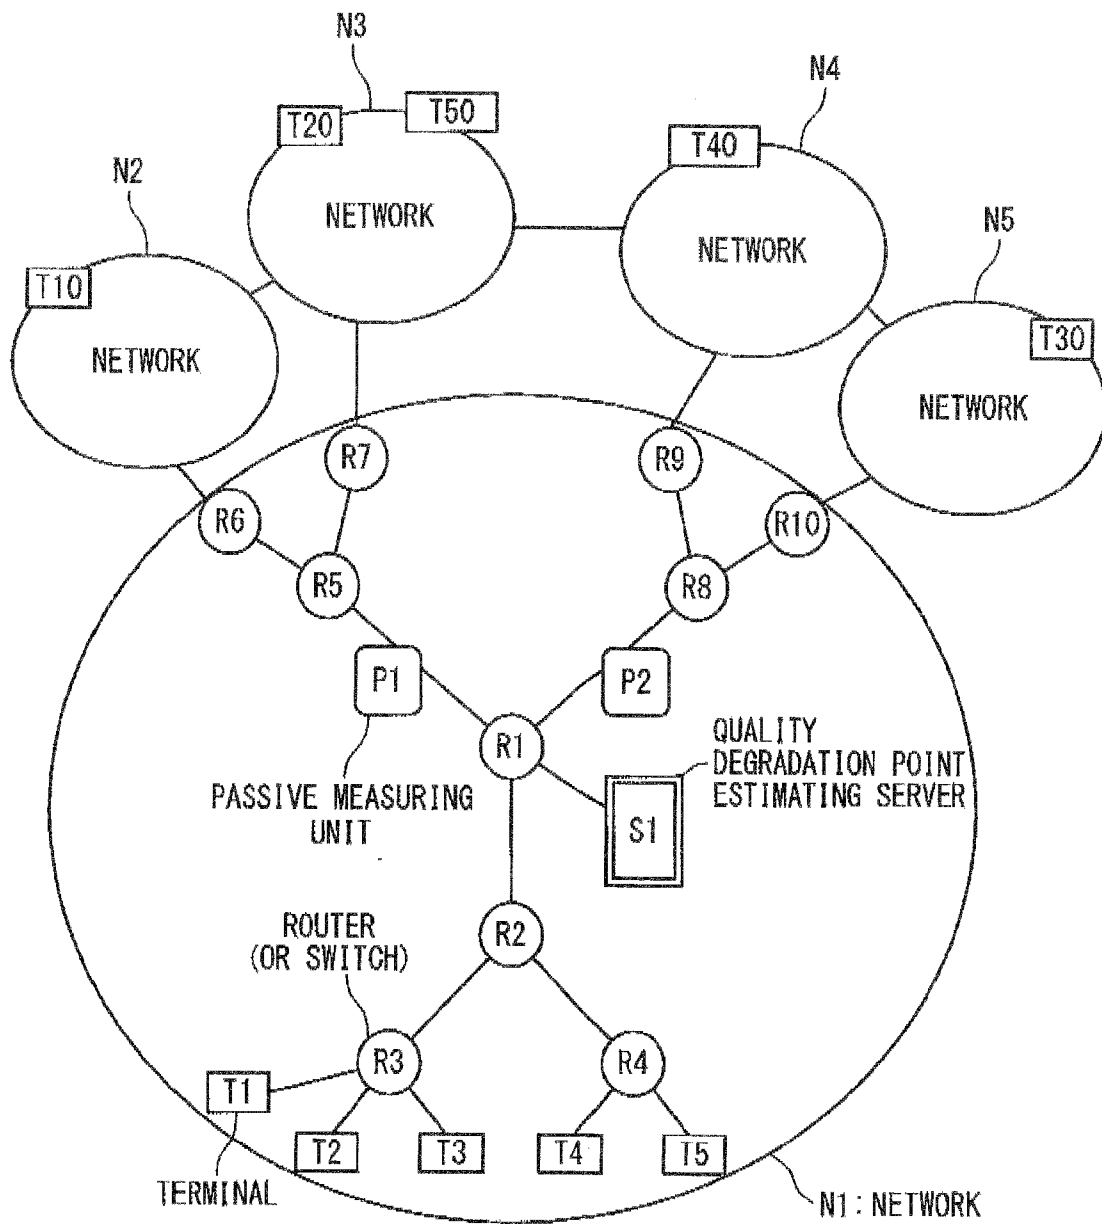 N3
N4
T20
T50
T40
N2
N5
NETWORK
NETWORK
T10
T30
NETWORK
NETWORK
R7
R9
R6
R10
R5
R8
P1
P2
R1
QUALITY
DEGRADATION POINT
ESTIMATING SERVER
PASSIVE MEASURING
UNIT
S1
ROUTER
(OR SWITCH)
R2
R3
R4
T1
T2
T3
T4
T5
TERMINAL
N1:NETWORK